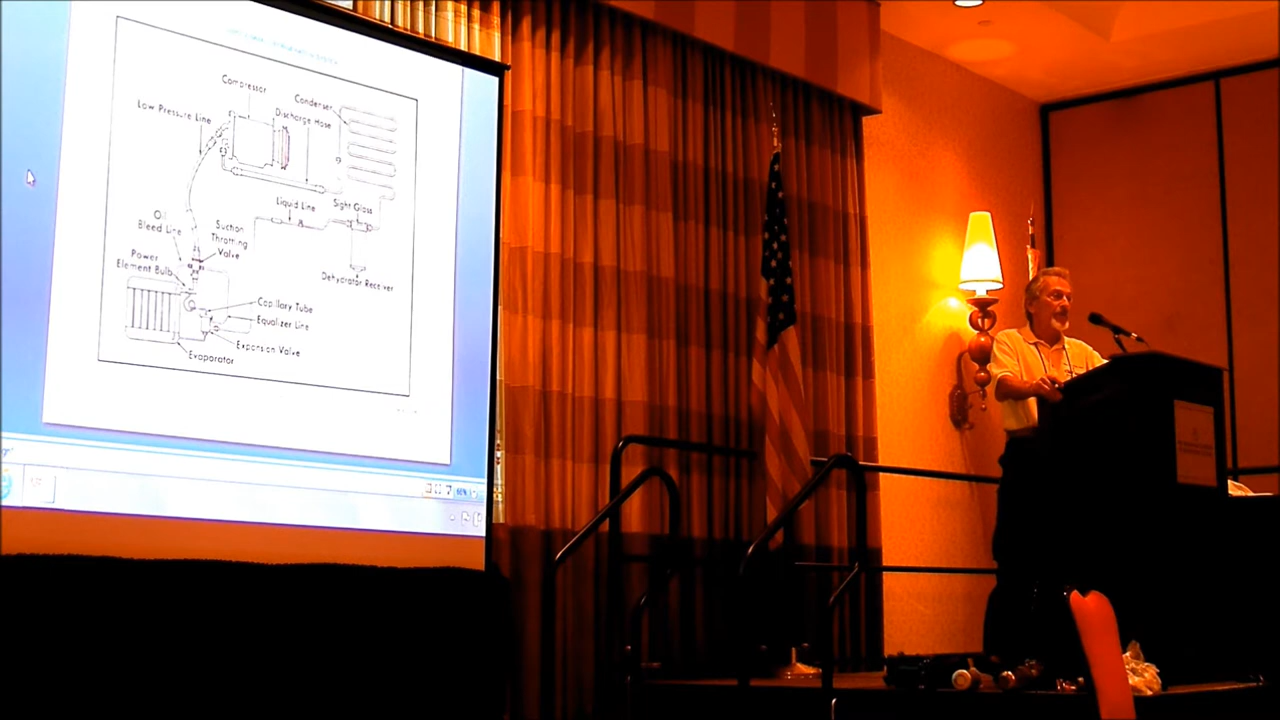 Compressor
Condenser
Low Pressure Line
Discharge Hose
Liquid Line
Sight Glass
Oil
Bleed Line
Suction
Throttling
Valve
Power
Element Bulb
Dehydrator Receiver
Capillary Tube
Equalizer Line
Expansion Valve
Evaporator